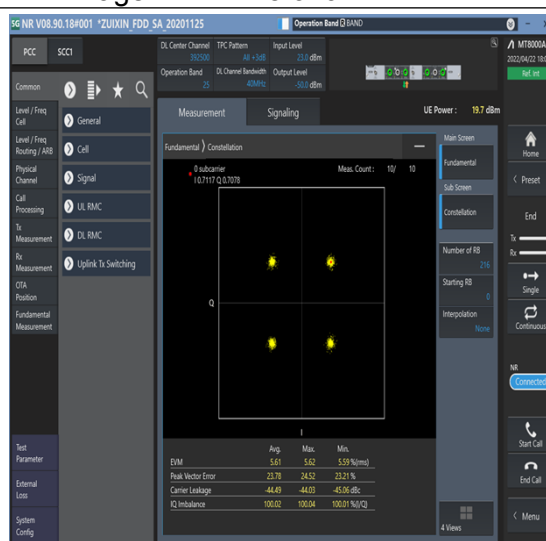 SG NR V08.90.18#001 *ZUIXIN_FDD_SA_20201125
Operation Band Q BAND
PCC
SCC1
DL Center Channel
392500
TPC Pattern
All +3dB
Input Level
23.0 dBm
Operation Band
25
DL Channel Bandwidth
40MHz
Output Level
-50.0 dBm
MT8000A
2022/04/22 18:0
Ref. Int
Common
Level / Freq
Cell
Level / Freq
Routing / ARB
Physical
Channel
Call
Processing
Tx
Measurement
Rx
Measurement
OTA
Position
Fundamental
Measurement
Test
Parameter
External
Loss
System
Config
General
Cell
Signal
UL RMC
DL RMC
Uplink Tx Switching
Measurement
Signaling
UE Power : 19.7 dBm
Fundamental 〉 Constellation
0 subcarrier
I 0.7117 Q 0.7078
Meas. Count : 10/ 10
Q
I
Avg. Max. Min.
EVM 5.61 5.62 5.59 %(rms)
Peak Vector Error 23.78 24.52 23.21 %
Carrier Leakage -44.49 -44.03 -45.06 dBc
IQ Imbalance 100.02 100.04 100.01 %(I/Q)
Main Screen
Fundamental
Sub Screen
Constellation
Number of RB
216
Starting RB
0
Interpolation
None
4 Views
Home
Preset
End
Tx
Rx
Single
Continuous
NR
Connected
Start Call
End Call
Menu